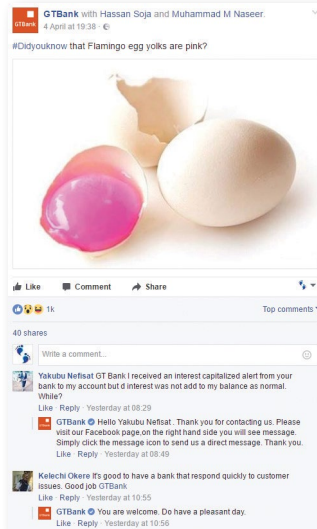 GTBank with Hassan Soja and Muhammad M Naseer.
GTBank
4 April at 19:38 ·
#Didyouknow that Flamingo egg yolks are pink?
Like Comment Share
1k Top comments
40 shares
Write a comment...
Yakubu Nefisat GT Bank I received an interest capitalized alert from your
bank to my account but d interest was not add to my balance as normal.
While?
Like · Reply · Yesterday at 08:29
GTBank Hello Yakubu Nefisat . Thank you for contacting us. Please
visit our Facebook page,on the right hand side you will see message.
Simply click the message icon to send us a direct message. Thank you.
Like · Reply · Yesterday at 08:49
Kelechi Okere It's good to have a bank that respond quickly to customer
issues. Good job GTBank
Like · Reply · Yesterday at 10:55
GTBank You are welcome. Do have a pleasant day.
Like · Reply · Yesterday at 10:56